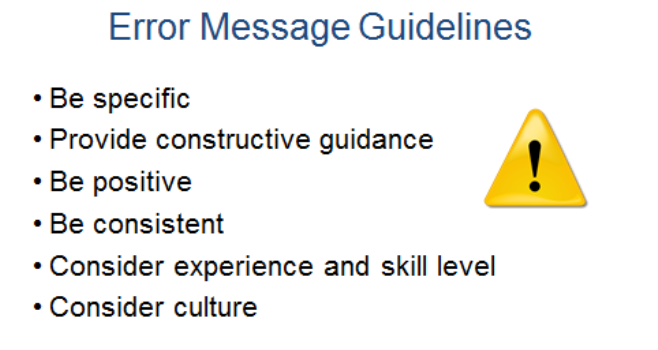 Error Message Guidelines
• Be specific
• Provide constructive guidance
• Be positive
• Be consistent
• Consider experience and skill level
• Consider culture